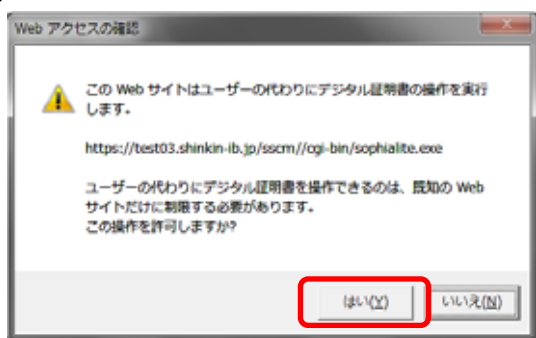 Web アクセスの確認
この Web サイトはユーザーの代わりにデジタル証明書の操作を実行
します。
https://test03.shinkin-ib.jp/sscm//cgi-bin/sophialite.exe
ユーザーの代わりにデジタル証明書を操作できるのは、既知の Web
サイトだけに制限する必要があります。
この操作を許可しますか?
はい(Y)
いいえ(N)